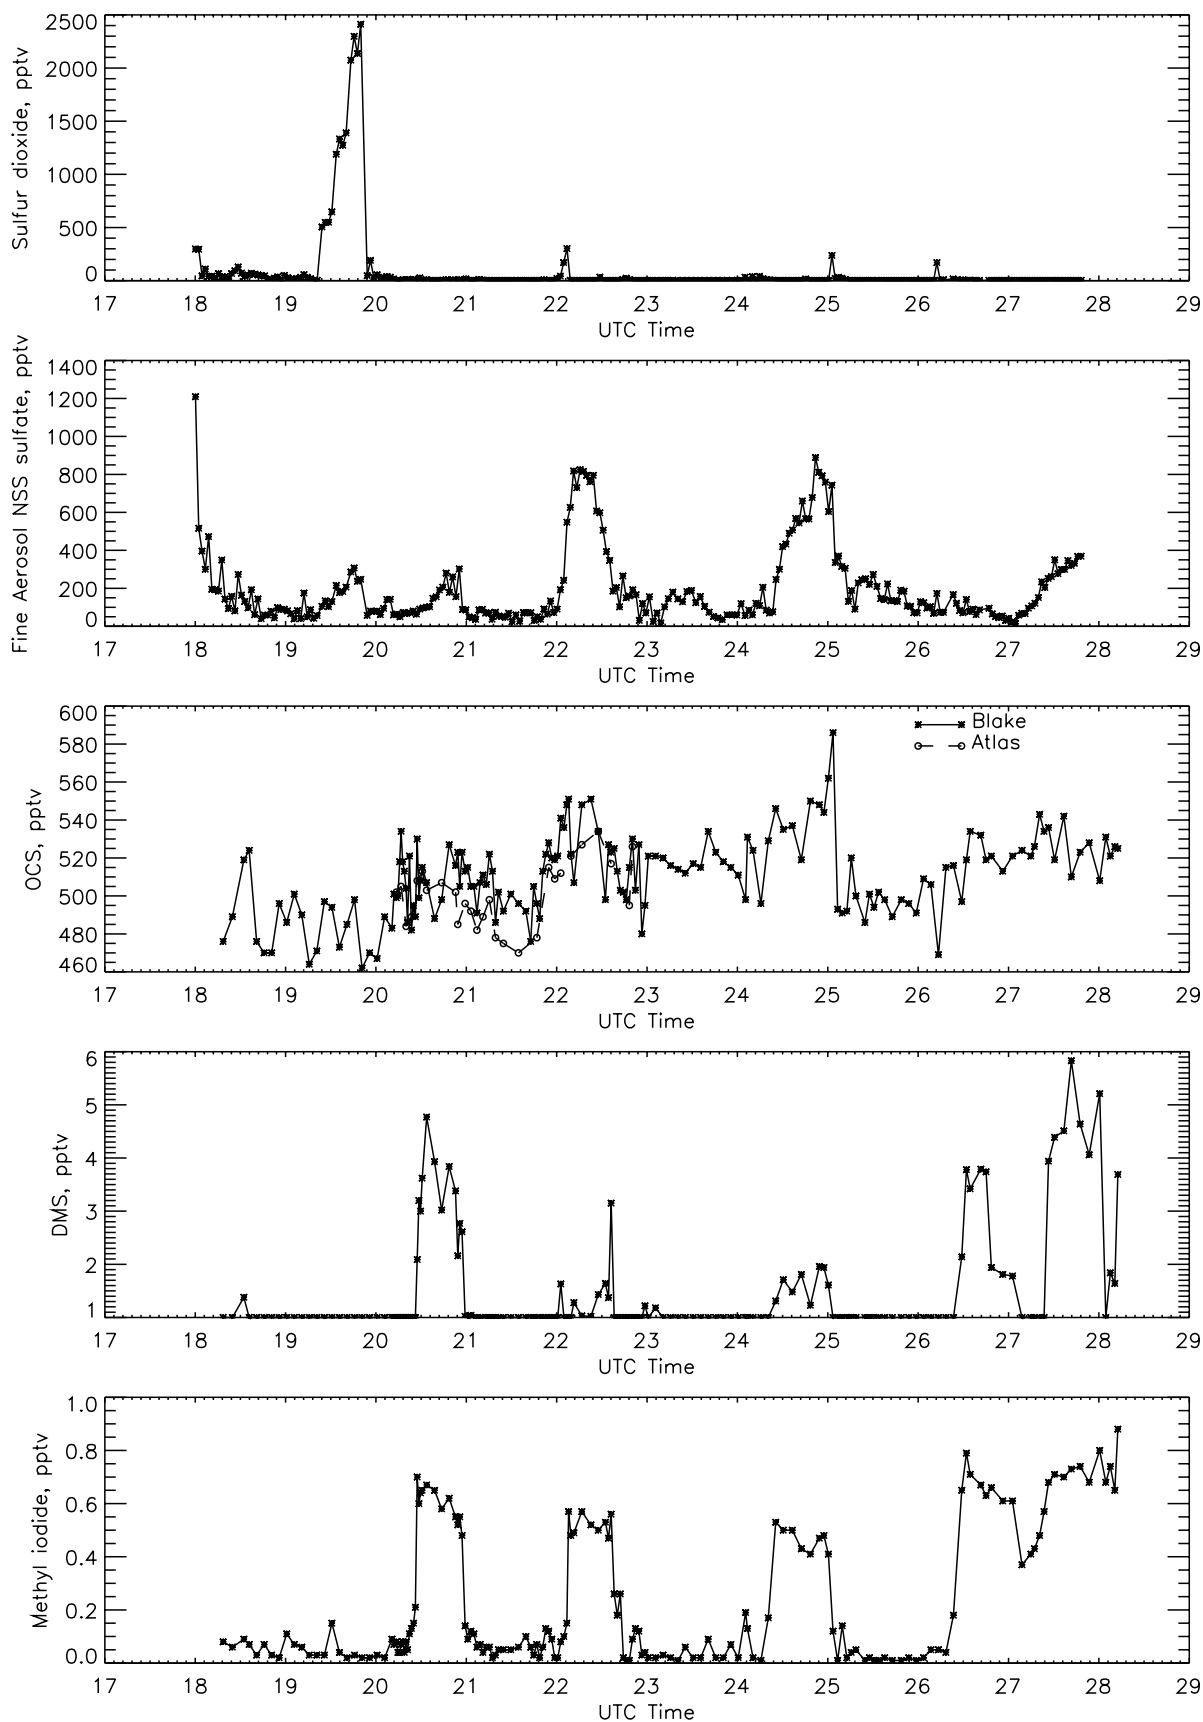 Sulfur dioxide, pptv
2500
2000
1500
1000
500
0
17 18 19 20 21 22 23 24 25 26 27 28 29
UTC Time
Fine Aerosol NSS sulfate, pptv
1400
1200
1000
800
600
400
200
0
17 18 19 20 21 22 23 24 25 26 27 28 29
UTC Time
OCS, pptv
600
580
560
540
520
500
480
460
Blake
Atlas
17 18 19 20 21 22 23 24 25 26 27 28 29
UTC Time
DMS, pptv
6
5
4
3
2
1
17 18 19 20 21 22 23 24 25 26 27 28 29
UTC Time
Methyl iodide, pptv
1.0
0.8
0.6
0.4
0.2
0.0
17 18 19 20 21 22 23 24 25 26 27 28 29
UTC Time